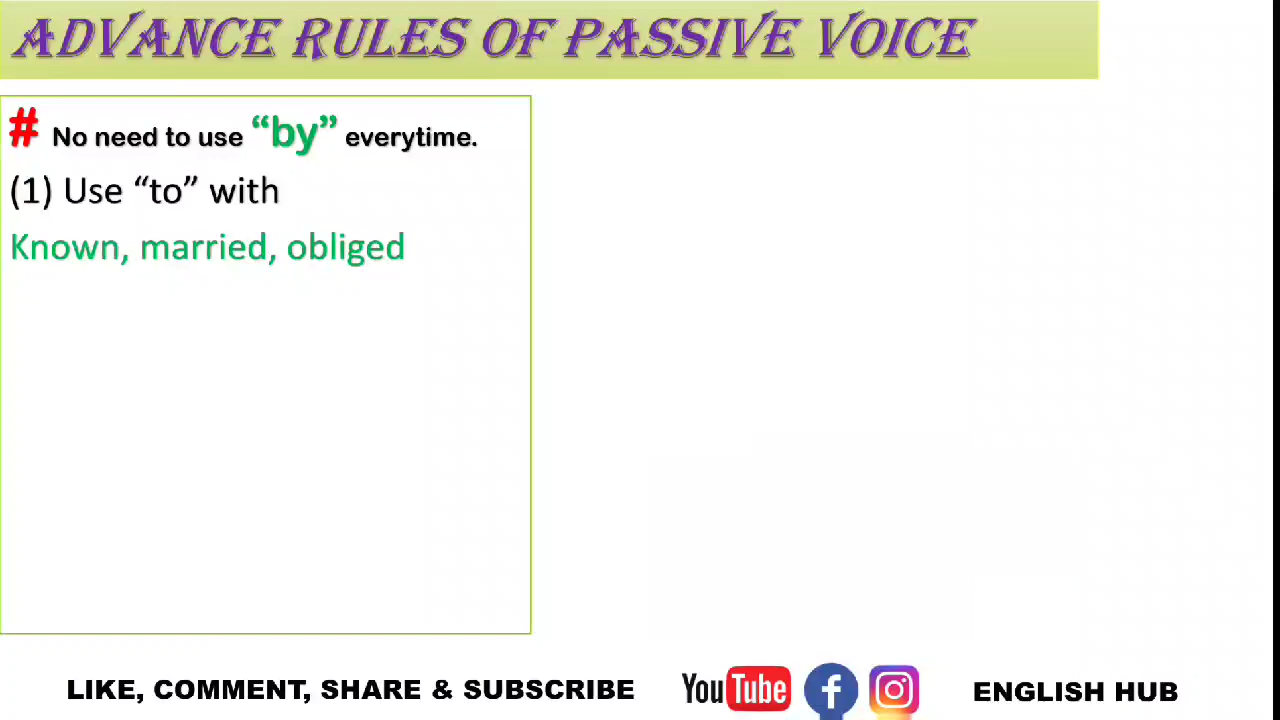 ADVANCE RULES OF PASSIVE VOICE
# No need to use “by” everytime.
(1) Use “to” with
Known, married, obliged
LIKE, COMMENT, SHARE & SUBSCRIBE YouTube f ENGLISH HUB